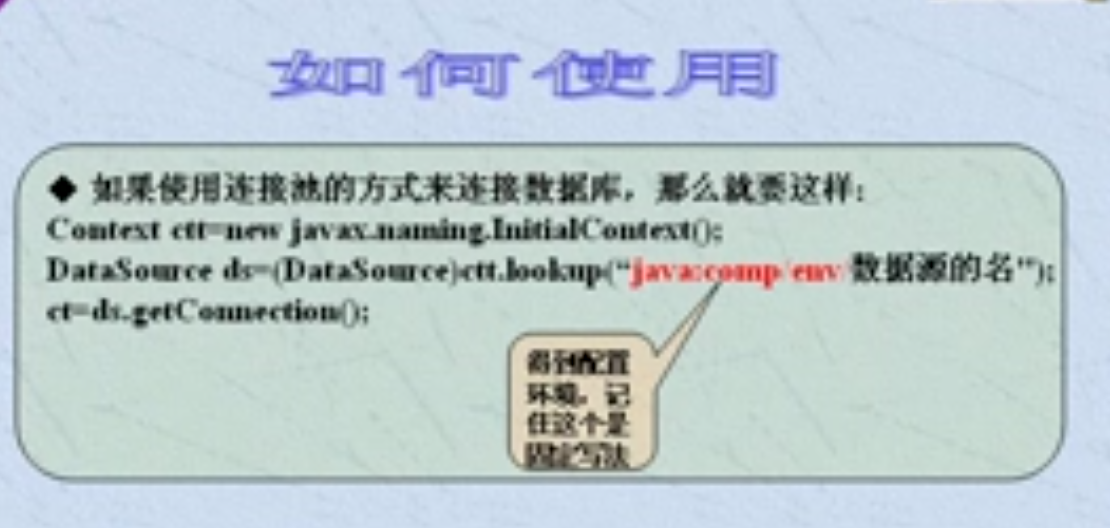 如何使用
◆ 如果使用连接池的方式来连接数据库，那么就要这样：
Context ctt=new javax.naming.InitialContext();
DataSource ds=(DataSource)ctt.lookup(“java:comp/env/数据源的名”);
ct=ds.getConnection();
得到配置
环境，记
住这个是
固定写法